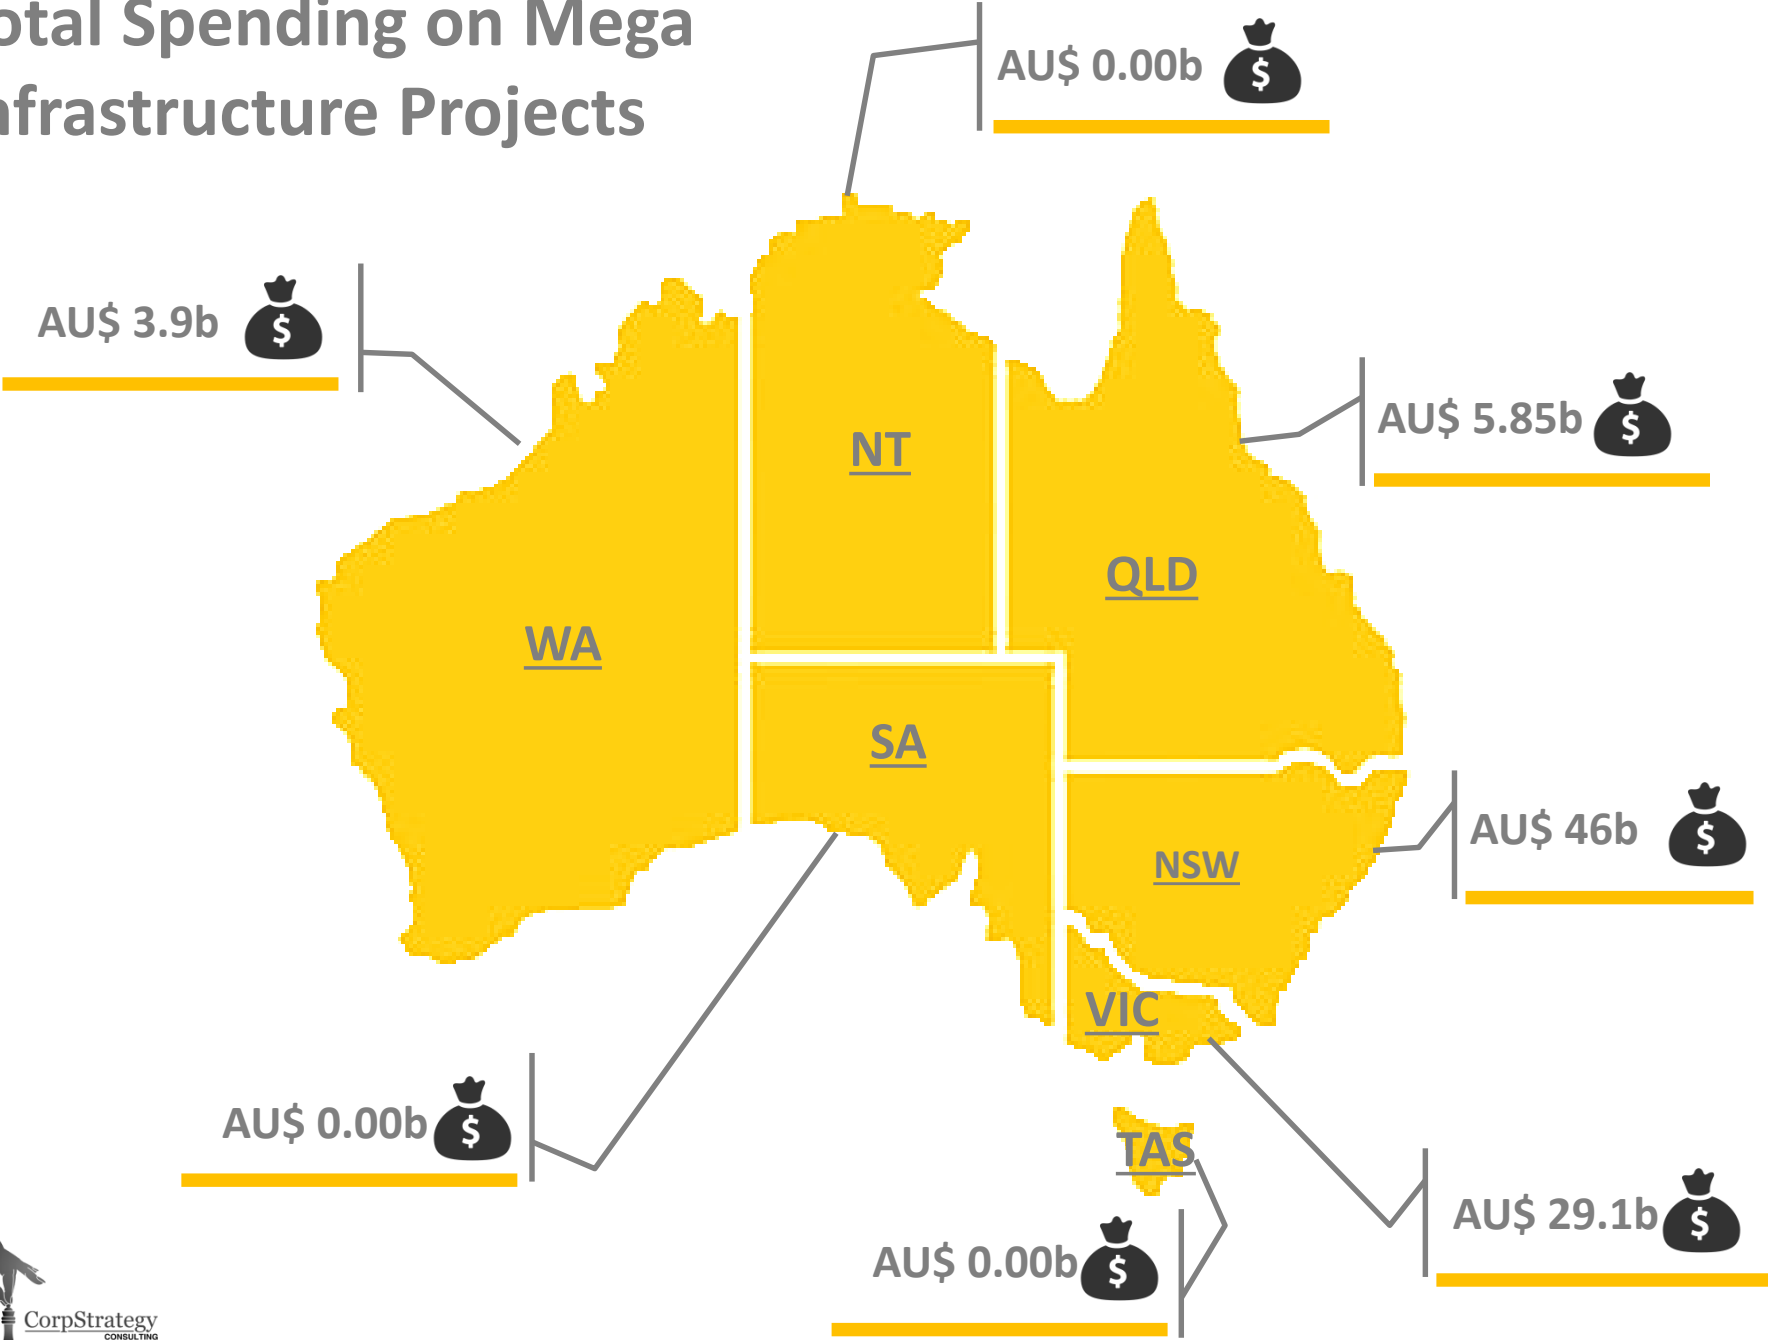 otal Spending on Mega
nfrastructure Projects
AU$ 0.00b $
AU$ 3.9b $
AU$ 5.85b $
NT
QLD
WA
SA
AU$ 46b $
NSW
VIC
AU$ 0.00b $
TAS
AU$ 29.1b $
AU$ 0.00b $
CorpStrategy
CONSULTING